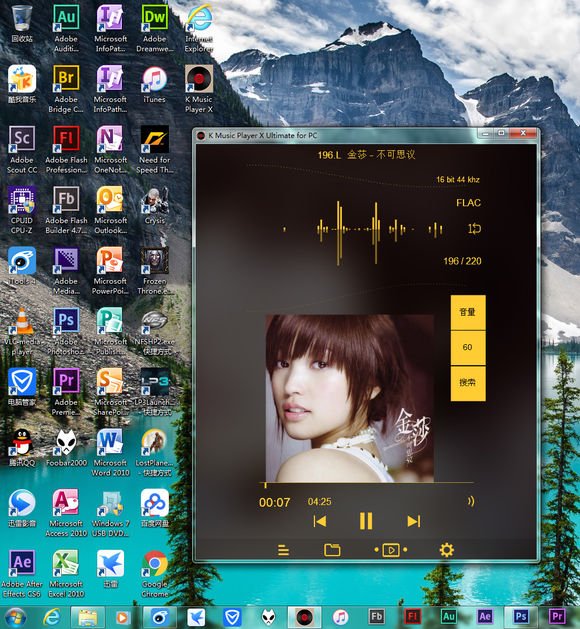 回收站
Adobe
Auditi...
Microsoft
InfoPat...
Adobe
Dreamwe...
Internet
Explorer
酷我音乐
Adobe
Bridge C...
Microsoft
InfoPath...
iTunes
K Music
Player X
Adobe
Scout CC
Adobe Flash
Profession...
Microsoft
OneNot...
Need for
Speed Th...
CPUID
CPU-Z
Adobe Flash
Builder 4.7...
Microsoft
Outlook...
Crysis
iTools 4
Adobe
Media...
Microsoft
PowerPoi...
Frozen
Throne.e...
VLC media
player
Adobe
Photoshop...
Microsoft
Publish...
NFSHP2.ex...
- 快捷方式
电脑管家
Adobe
Premie...
Microsoft
SharePoi...
LP3Launch...
- 快捷方式
腾讯QQ
Foobar2000
Microsoft
Word 2010
LostPlane...
- 快捷方式
迅雷影音
Microsoft
Access 2010
Windows 7
USB_DVD...
百度网盘
Adobe After
Effects CS6
Microsoft
Excel 2010
迅雷
Google
Chrome
K Music Player X Ultimate for PC
196.L 金莎 - 不可思议
16 bit 44 khz
FLAC
196 / 220
音量
60
搜索
金莎
00:07
04:25